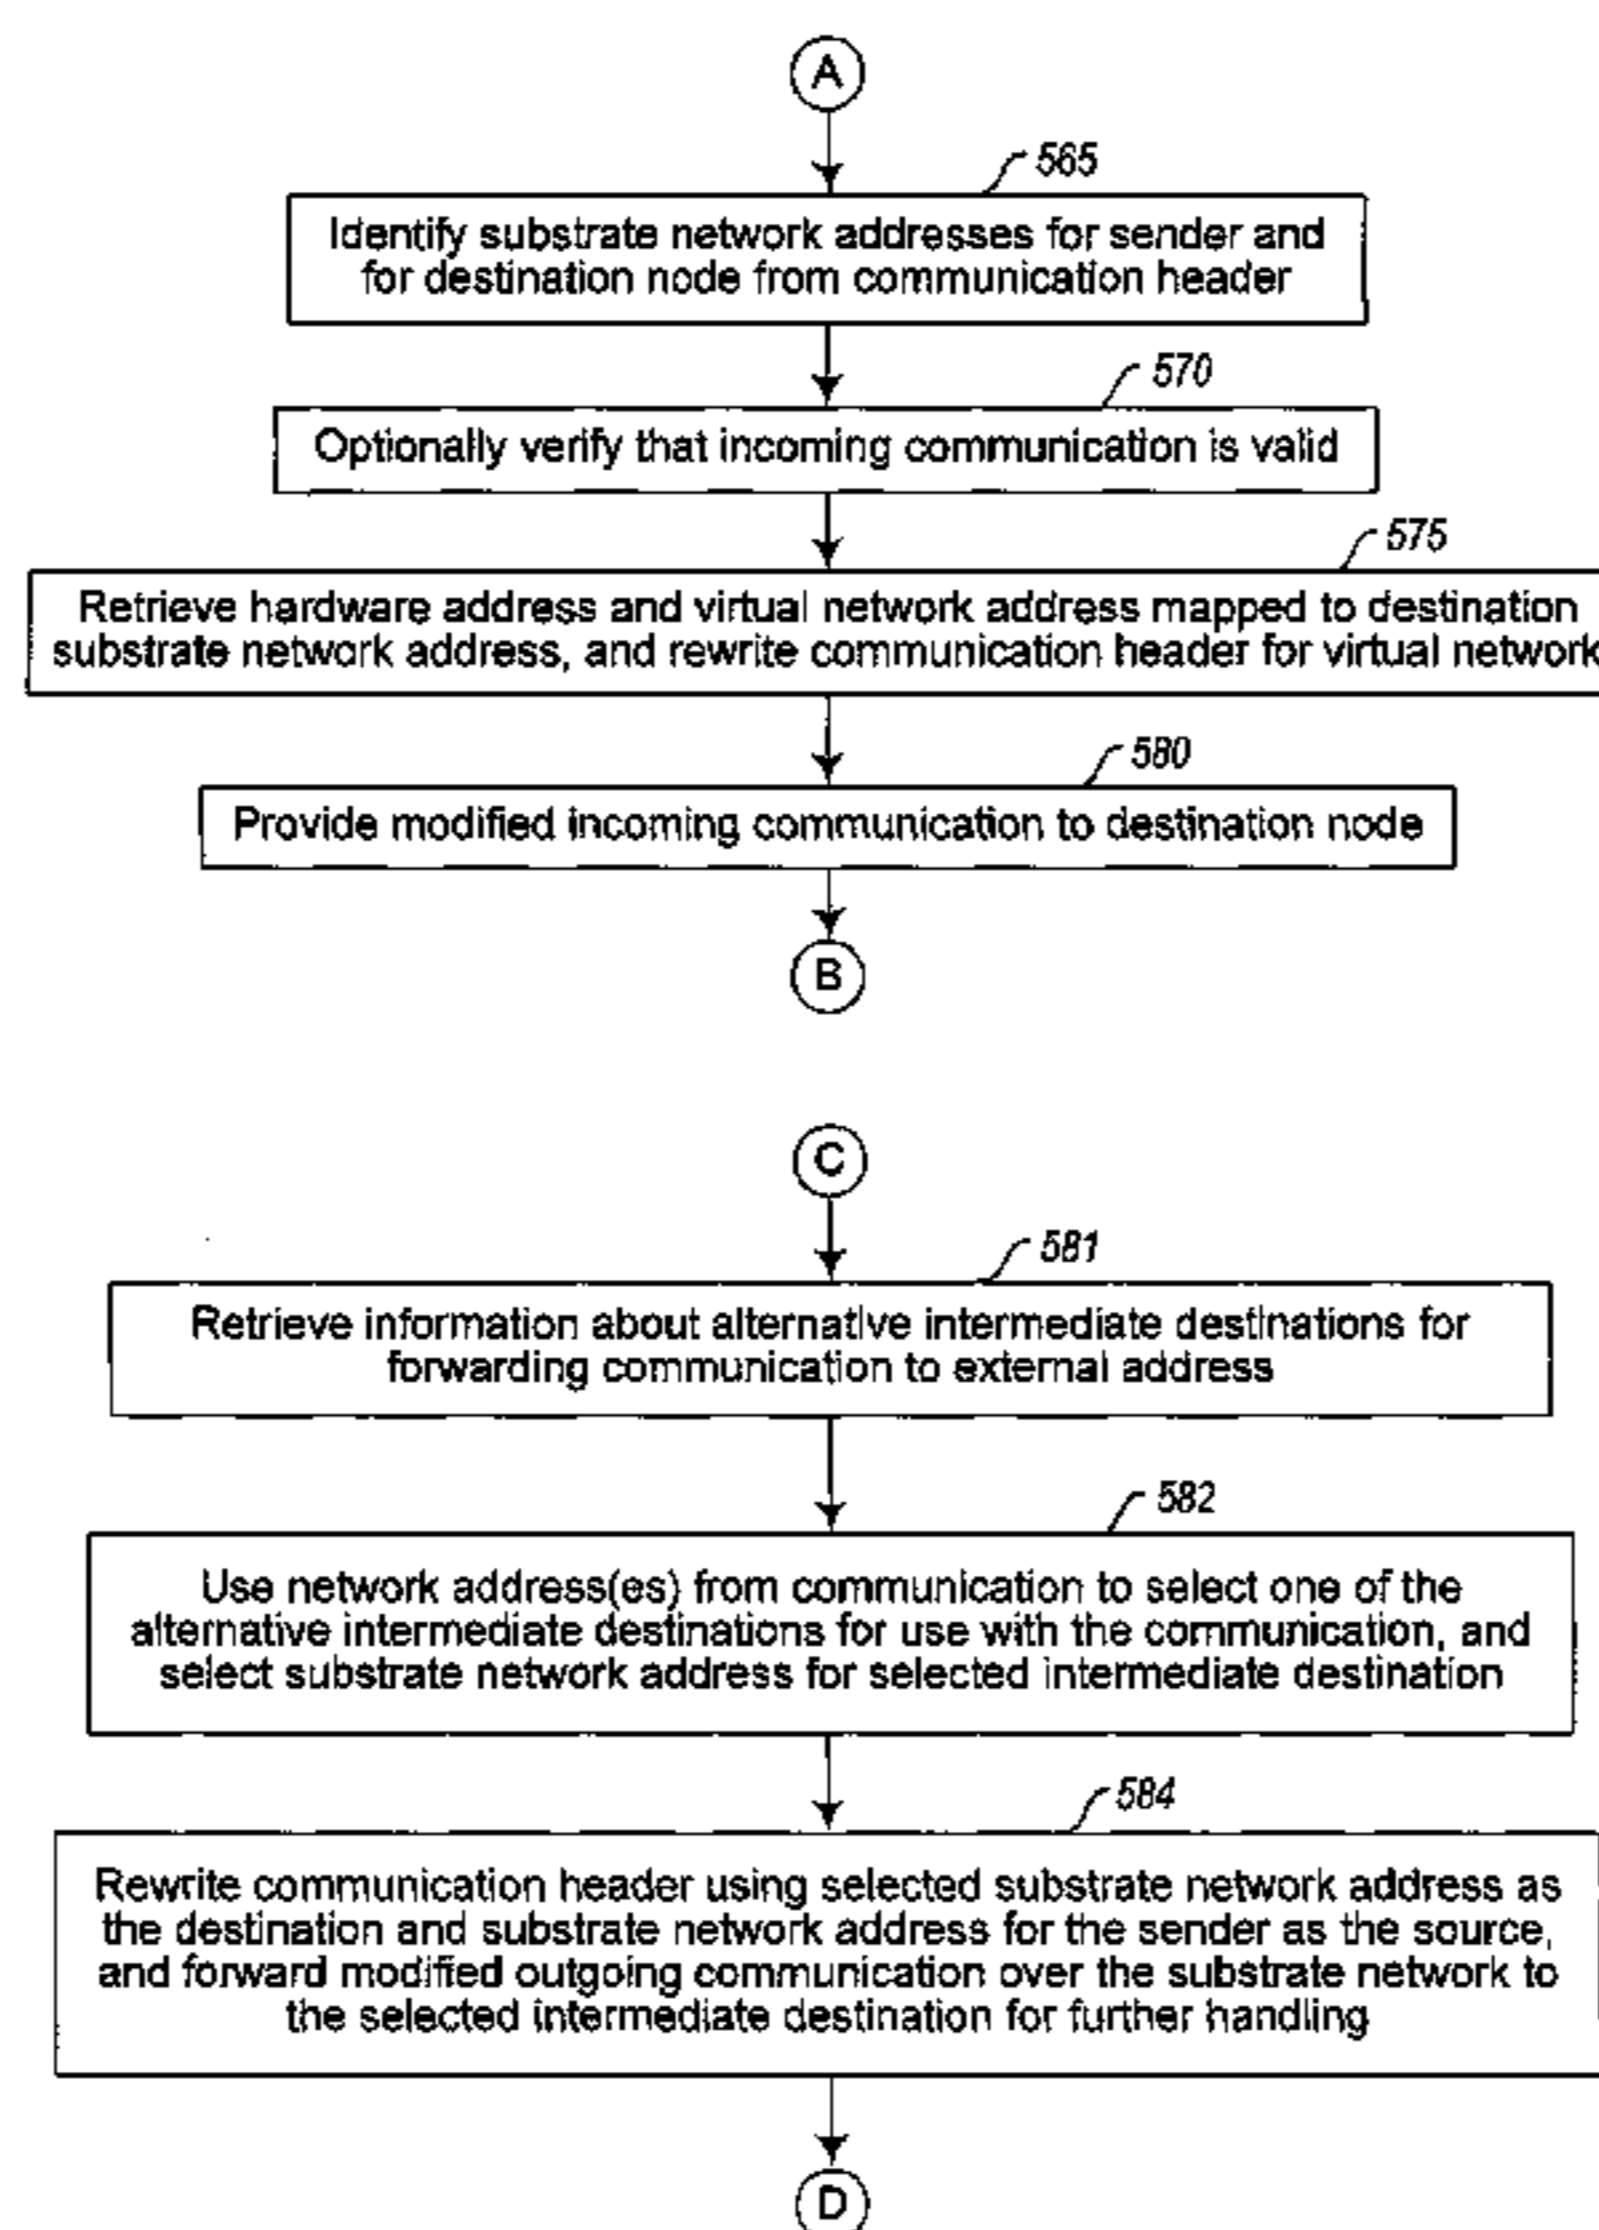 A
565
Identify substrate network addresses for sender and
for destination node from communication header
570
Optionally verify that incoming communication is valid
575
Retrieve hardware address and virtual network address mapped to destination
substrate network address, and rewrite communication header for virtual network
580
Provide modified incoming communication to destination node
B
C
581
Retrieve information about alternative intermediate destinations for
forwarding communication to external address
582
Use network address(es) from communication to select one of the
alternative intermediate destinations for use with the communication, and
select substrate network address for selected intermediate destination
584
Rewrite communication header using selected substrate network address as
the destination and substrate network address for the sender as the source,
and forward modified outgoing communication over the substrate network to
the selected intermediate destination for further handling
D